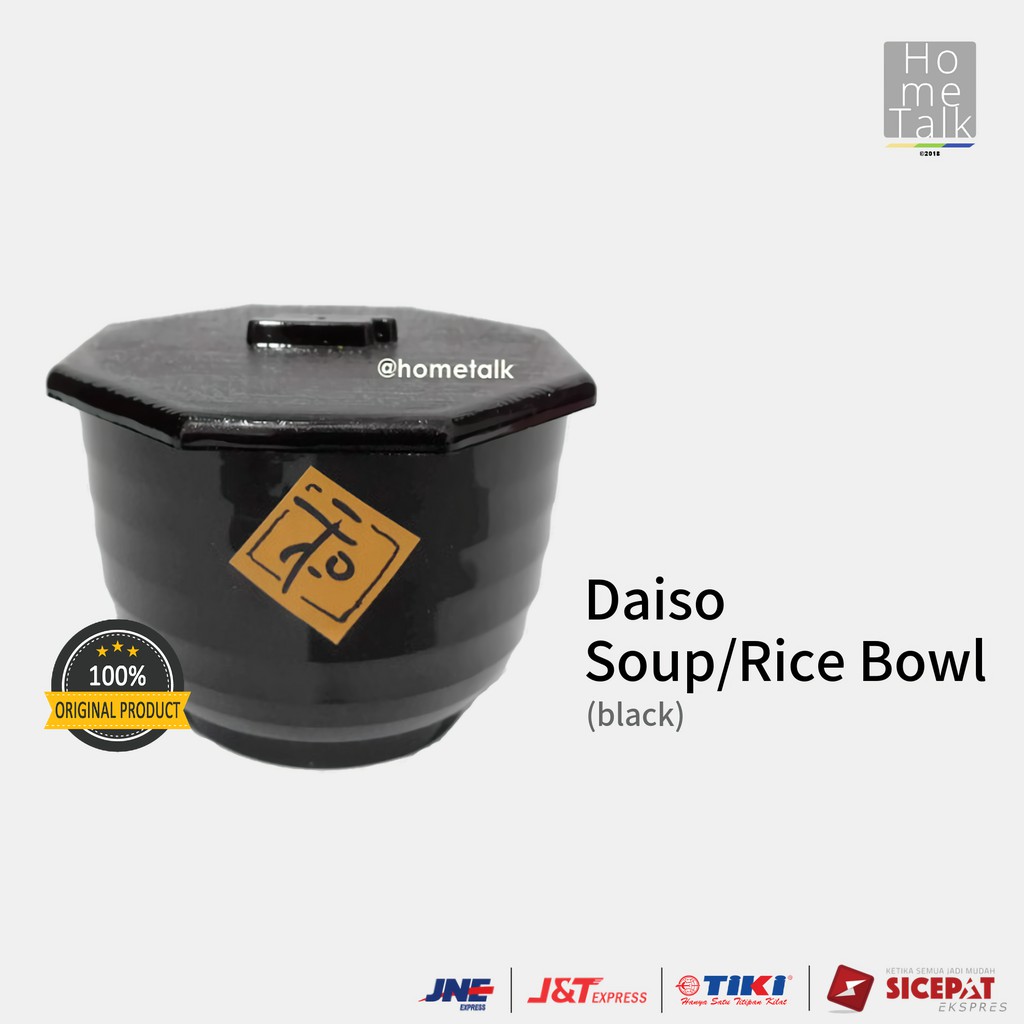 Ho
me
Talk
©2018
@hometalk
和
Daiso
Soup/Rice Bowl
(black)
100%
ORIGINAL PRODUCT
JNE
EXPRESS
J&T EXPRESS
TIKI
Hanya Satu Titipan Kilat
KETIKA SEMUA JADI MUDAH
SICEPAT
EKSPRES